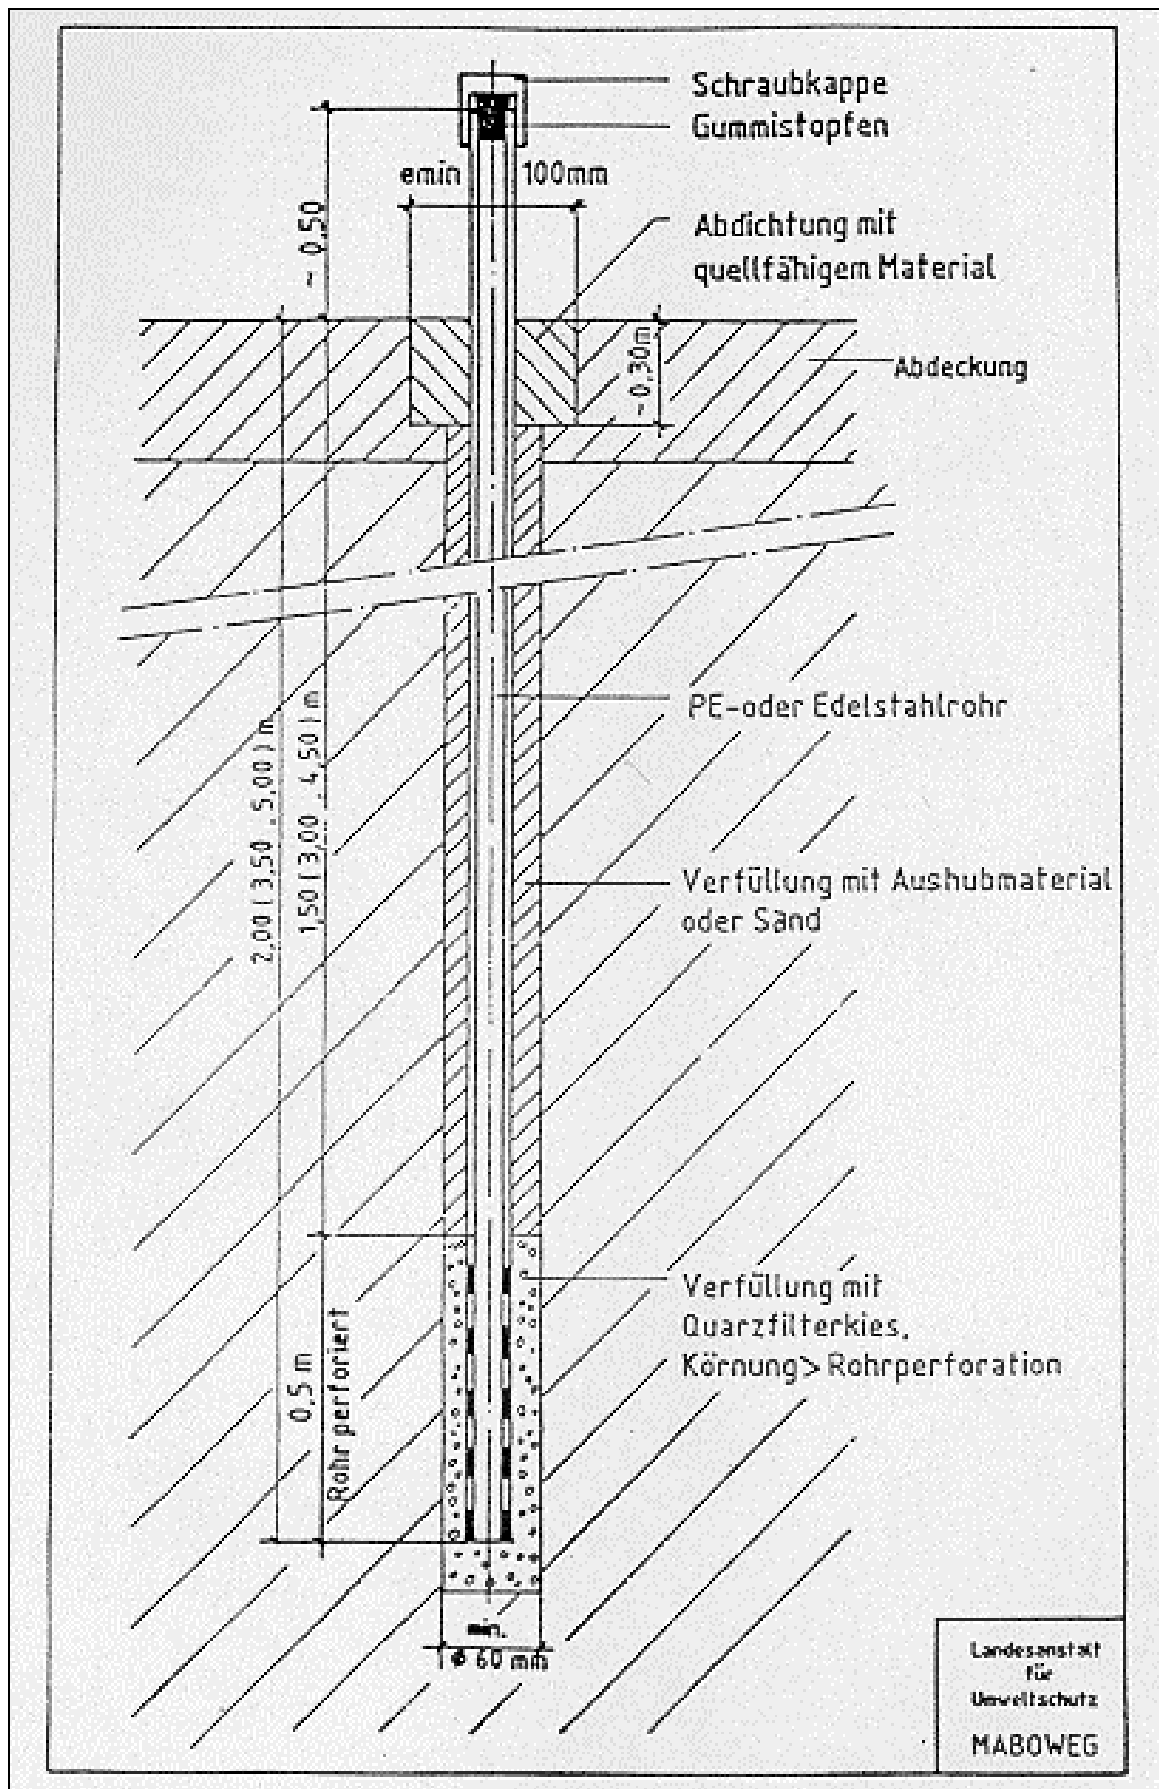 Schraubkappe
Gummistopfen
emin 100mm
~ 0,50
Abdichtung mit
quellfähigem Material
~0,30m
Abdeckung
PE-oder Edelstahlrohr
2,00 ( 3,50 , 5,00 ) m
1,50 ( 3,00 , 4,50 ) m
Verfüllung mit Aushubmaterial
oder Sand
0,5 m
Rohr perforiert
Verfüllung mit
Quarzfilterkies,
Körnung> Rohrperforation
min.
ø 60 mm
Landesanstalt
für
Umweltschutz
MABOWEG